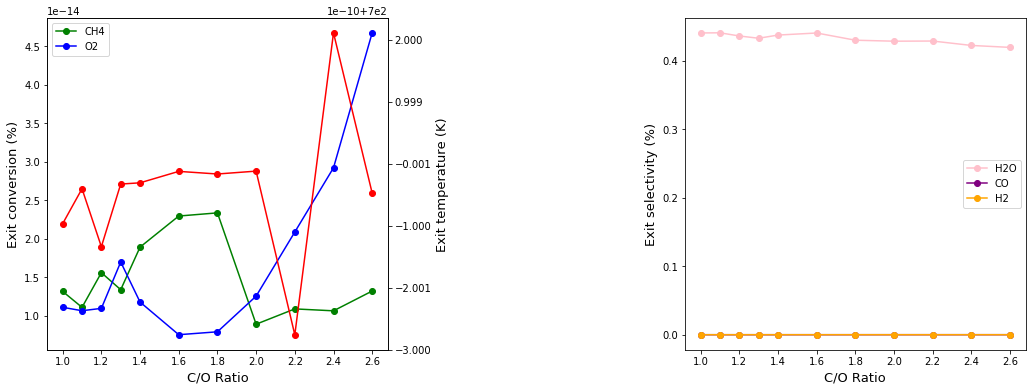 1e−14
1e−10+7e2
CH4
O2
4.5
4.0
3.5
3.0
2.5
2.0
1.5
1.0
Exit conversion (%)
2.000
0.999
−0.001
−1.000
−2.001
−3.000
Exit temperature (K)
1.0 1.2 1.4 1.6 1.8 2.0 2.2 2.4 2.6
C/O Ratio
0.4
0.3
0.2
0.1
0.0
Exit selectivity (%)
H2O
CO
H2
1.0 1.2 1.4 1.6 1.8 2.0 2.2 2.4 2.6
C/O Ratio